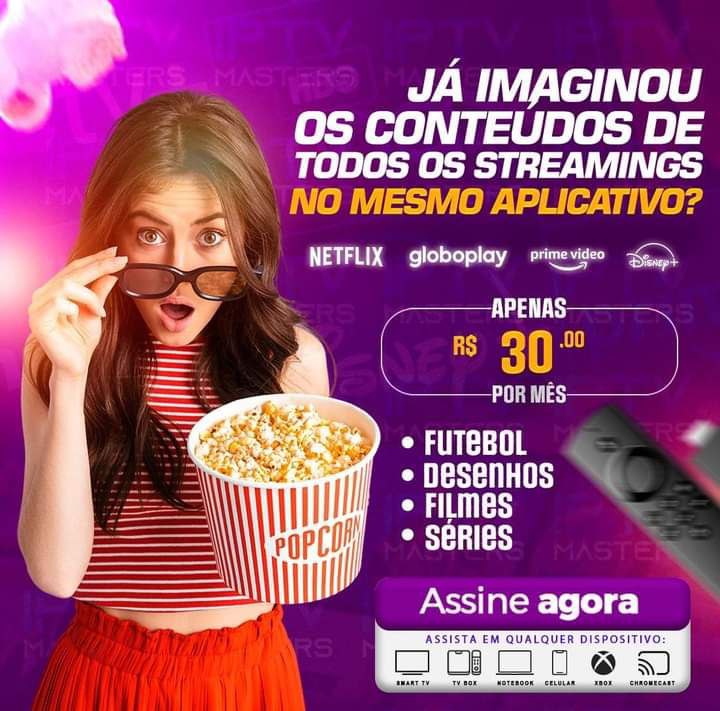 IPTV
MASTERS
JÁ IMAGINOU
OS CONTEÚDOS DE
TODOS OS STREAMINGS
NO MESMO APLICATIVO?
NETFLIX globoplay prime video Disney+
APENAS
R$ 30 .00
POR MÊS
• FUTEBOL
• DESENHOS
• FILMES
• SÉRIES
POPCORN
Assine agora
ASSISTA EM QUALQUER DISPOSITIVO:
SMART TV TV BOX NOTEBOOK CELULAR XBOX CHROMECAST